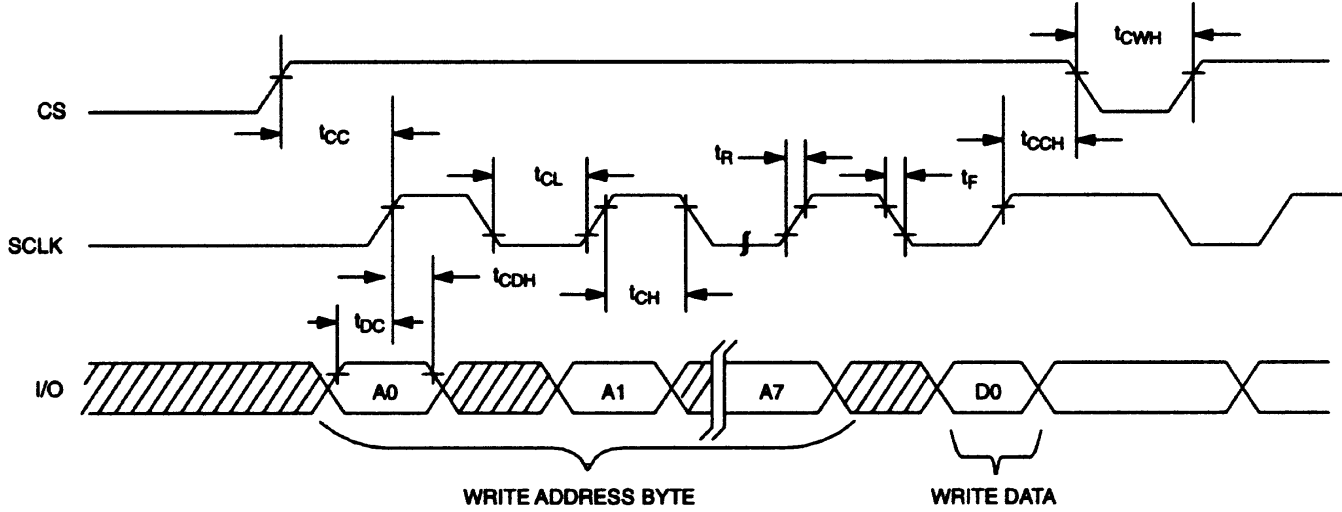 tCWH
CS
tCC
tCCH
tR
tCL
tF
SCLK
tCDH
tCH
tDC
I/O
A0
A1
A7
D0
WRITE ADDRESS BYTE
WRITE DATA